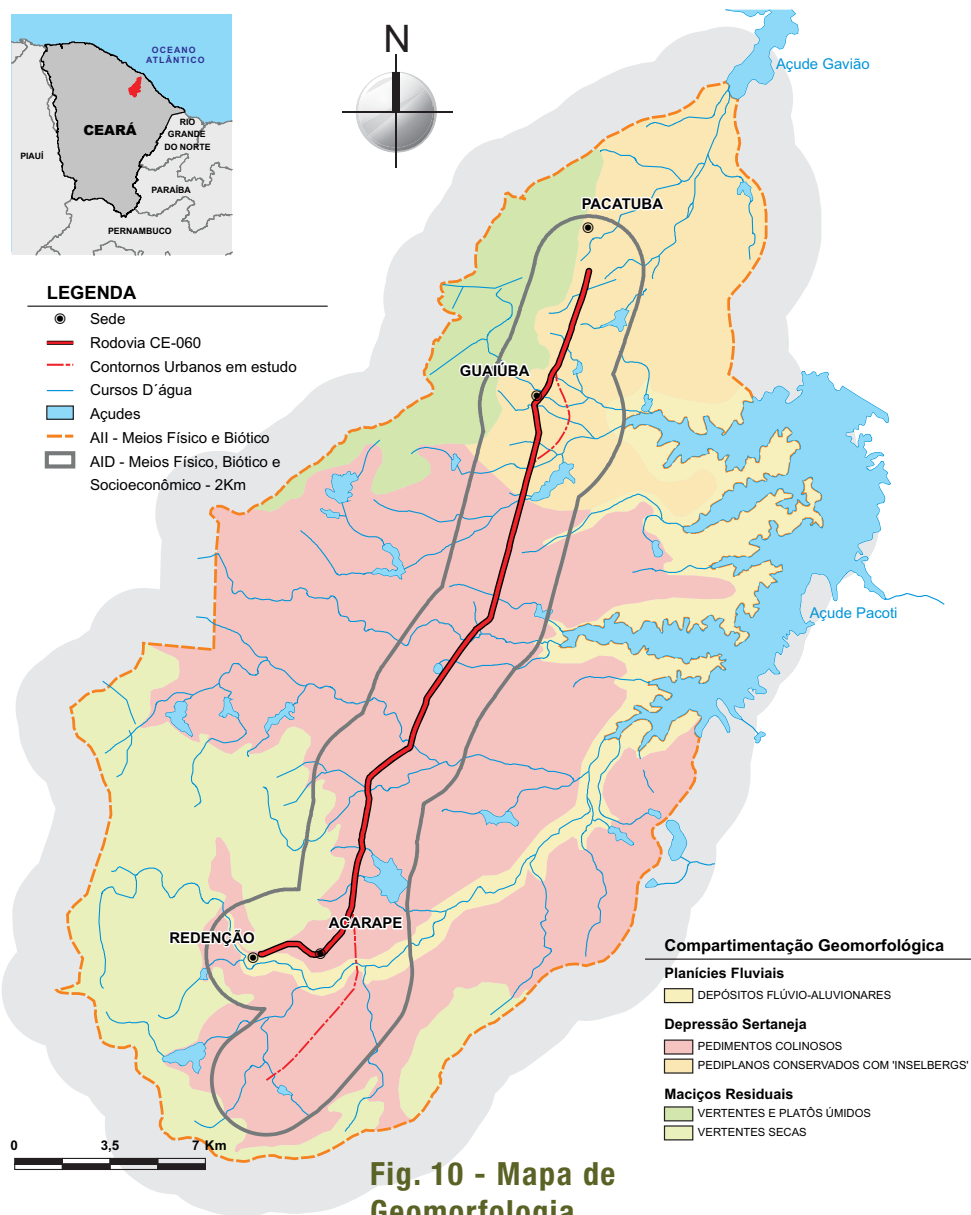 OCEANO
ATLÂNTICO
CEARÁ
RIO
GRANDE
DO NORTE
PIAUÍ
PARAÍBA
PERNAMBUCO
N
Açude Gavião
PACATUBA
GUAIÚBA
Açude Pacoti
REDENÇÃO
ACARAPE
LEGENDA
Sede
Rodovia CE-060
Contornos Urbanos em estudo
Cursos D´água
Açudes
AII - Meios Físico e Biótico
AID - Meios Físico, Biótico e
Socioeconômico - 2Km
Compartimentação Geomorfológica
Planícies Fluviais
DEPÓSITOS FLÚVIO-ALUVIONARES
Depressão Sertaneja
PEDIMENTOS COLINOSOS
PEDIPLANOS CONSERVADOS COM 'INSELBERGS'
Maciços Residuais
VERTENTES E PLATÔS ÚMIDOS
VERTENTES SECAS
0 3,5 7 Km
Fig. 10 - Mapa de
Geomorfologia